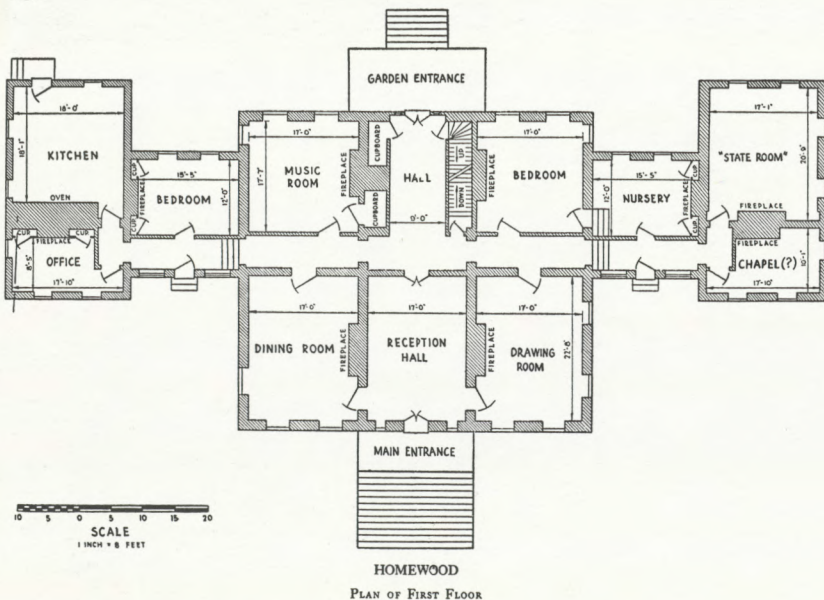 GARDEN ENTRANCE
18'-0"
18'-1"
KITCHEN
OVEN
CUP
FIREPLACE
CUP
8'-5"
OFFICE
17'-10"
CUP
FIREPLACE
CUP
15'-5"
12'-0"
BEDROOM
17'-0"
17'-7"
MUSIC
ROOM
FIREPLACE
CUPBOARD
CUPBOARD
HALL
9'-0"
UP
DOWN
17'-0"
FIREPLACE
BEDROOM
12'-0"
15'-5"
NURSERY
CUP
FIREPLACE
CUP
17'-1"
20'-9"
"STATE ROOM"
FIREPLACE
FIREPLACE
CHAPEL(?)
10'-1"
17'-10"
17'-0"
DINING ROOM
FIREPLACE
17'-0"
RECEPTION
HALL
17'-0"
22'-8"
FIREPLACE
DRAWING
ROOM
MAIN ENTRANCE
10 5 0 5 10 15 20
SCALE
1 INCH = 8 FEET
HOMEWOOD
PLAN OF FIRST FLOOR